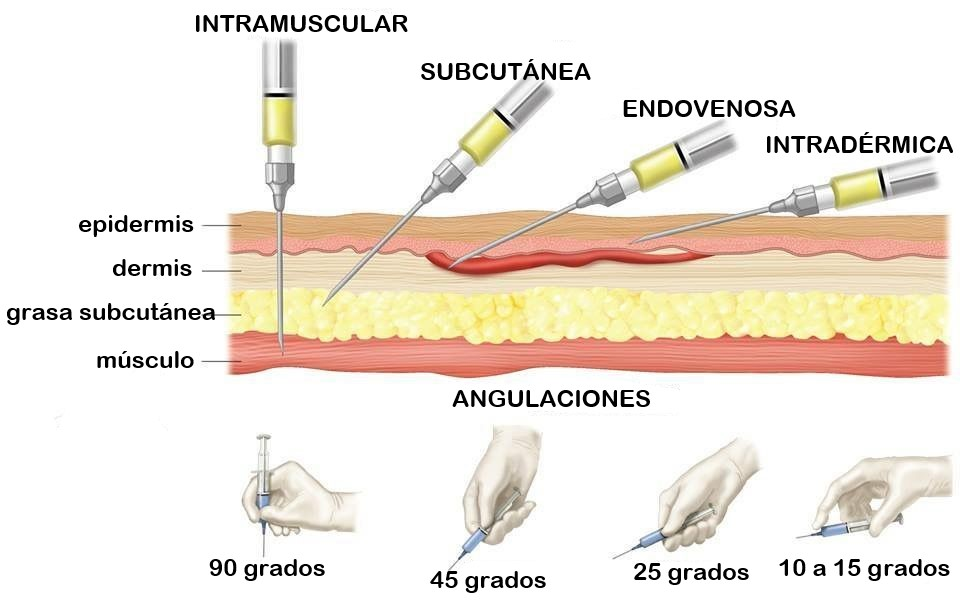 INTRAMUSCULAR
SUBCUTÁNEA
ENDOVENOSA
INTRADÉRMICA
epidermis
dermis
grasa subcutánea
músculo
ANGULACIONES
90 grados
45 grados
25 grados
10 a 15 grados